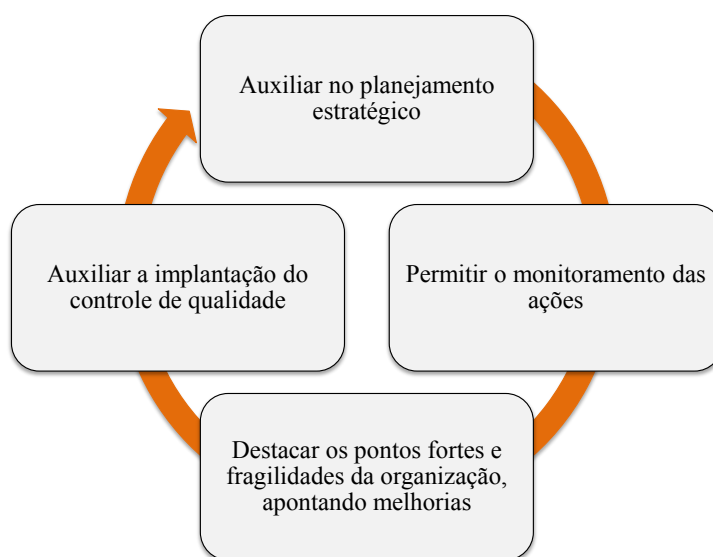 Auxiliar no planejamento
estratégico
Permitir o monitoramento das
ações
Destacar os pontos fortes e
fragilidades da organização,
apontando melhorias
Auxiliar a implantação do
controle de qualidade